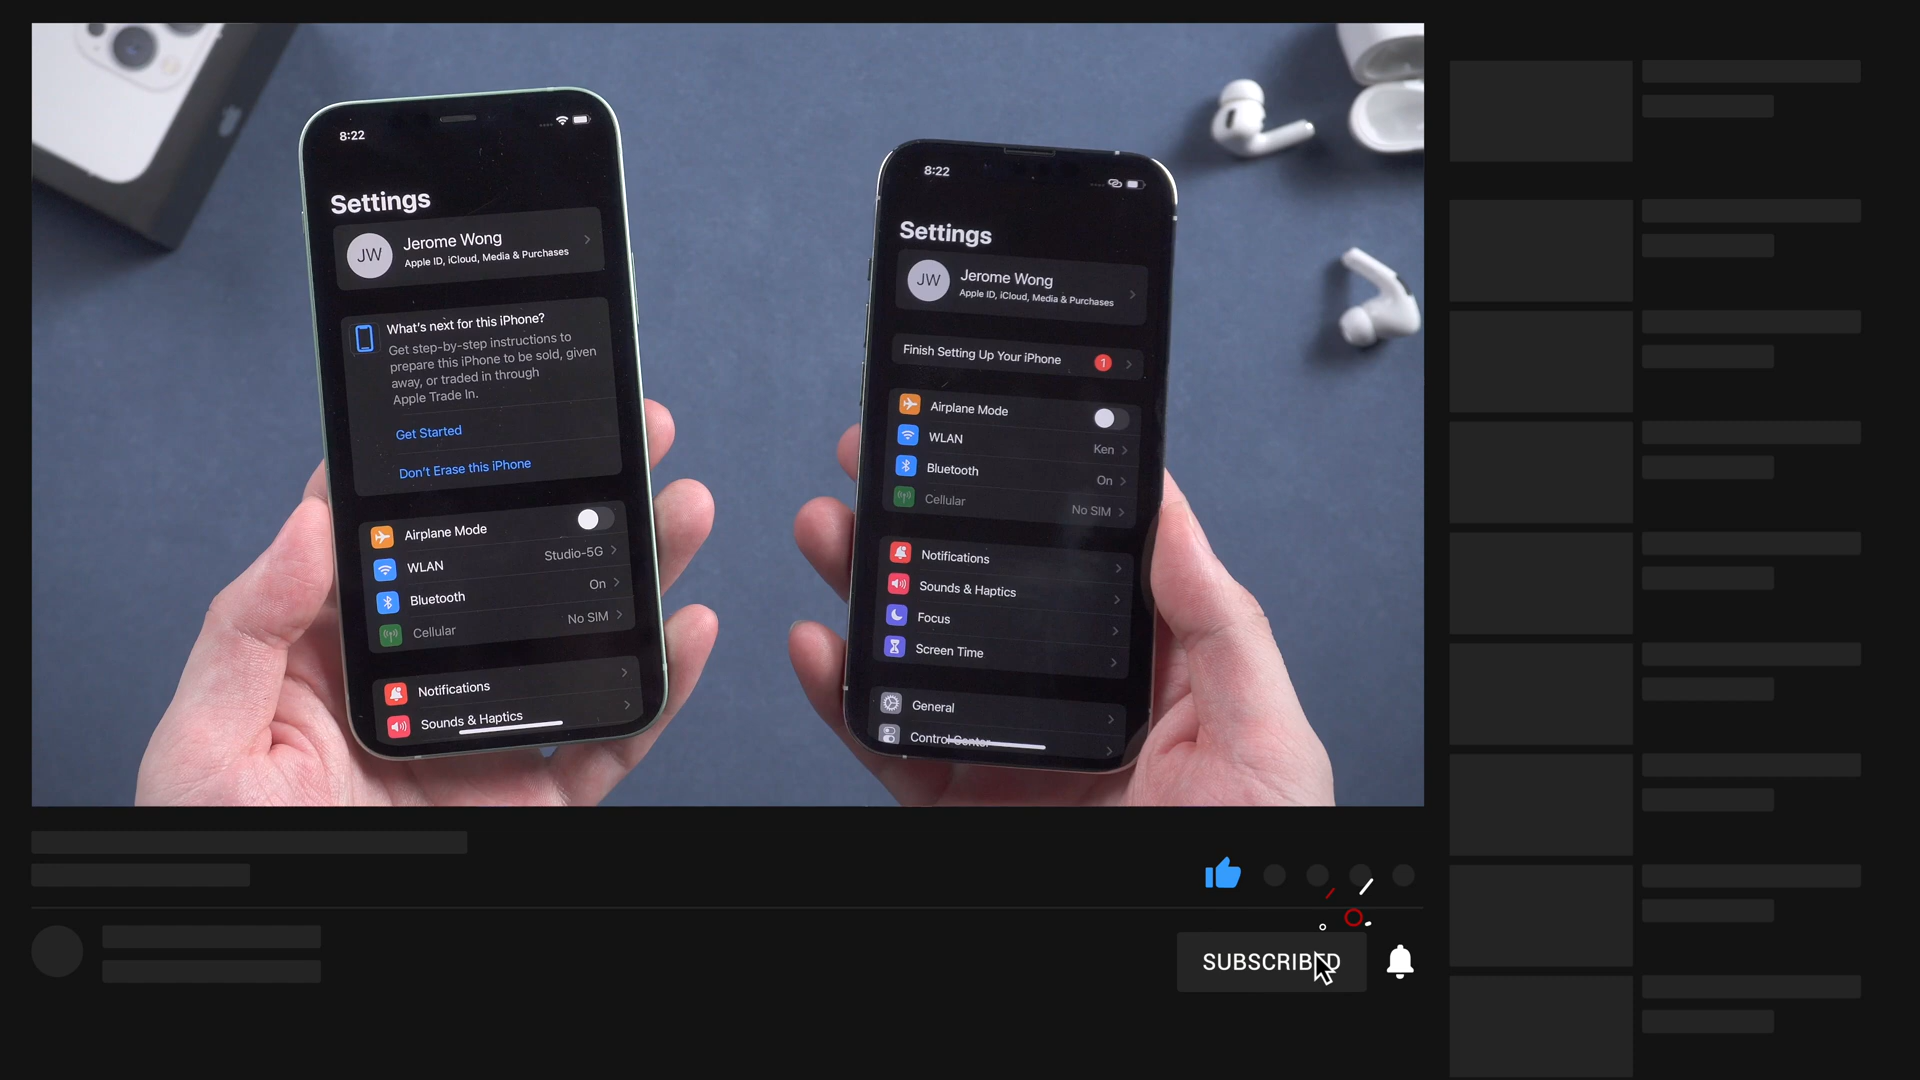 8:22
Settings
JW
Jerome Wong
Apple ID, iCloud, Media & Purchases
What's next for this iPhone?
Get step-by-step instructions to
prepare this iPhone to be sold, given
away, or traded in through
Apple Trade In.
Get Started
Don't Erase this iPhone
Airplane Mode
WLAN
Studio-5G
Bluetooth
On
Cellular
No SIM
Notifications
Sounds & Haptics
8:22
Settings
JW
Jerome Wong
Apple ID, iCloud, Media & Purchases
Finish Setting Up Your iPhone
1
Airplane Mode
WLAN
Ken
Bluetooth
On
Cellular
No SIM
Notifications
Sounds & Haptics
Focus
Screen Time
General
Control Center
SUBSCRIBED